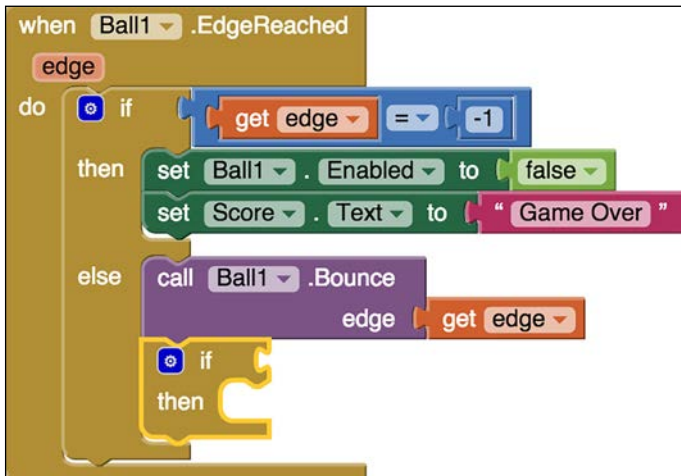 when Ball1 .EdgeReached
edge
do if get edge = -1
then set Ball1 . Enabled to false
set Score . Text to " Game Over "
else call Ball1 .Bounce
edge get edge
if
then